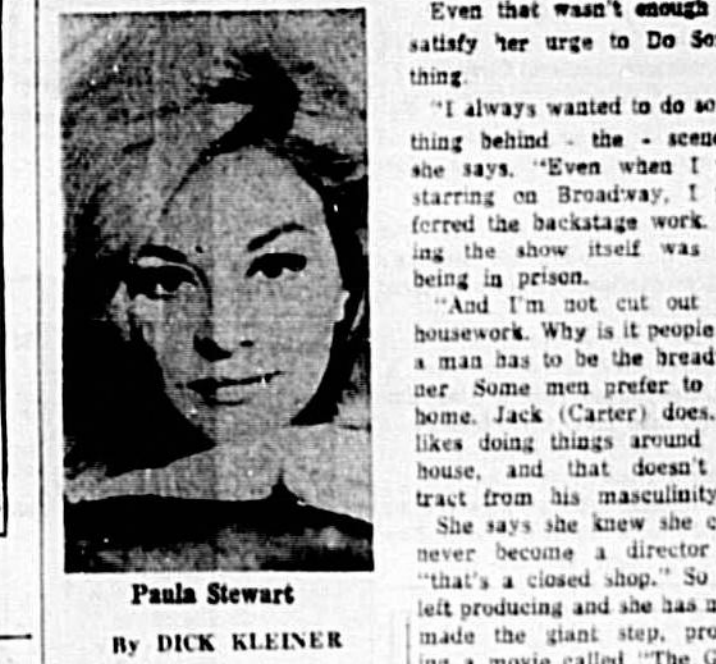 Paula Stewart
By DICK KLEINER
Even that wasn't enough
satisfy her urge to Do So
thing.
"I always wanted to do so
thing behind - the - scene
she says. "Even when I
starring on Broadway, I
ferred the backstage work.
ing the show itself was
being in prison.
"And I'm not cut out
housework. Why is it people
a man has to be the bread
ner. Some men prefer to
home. Jack (Carter) does.
likes doing things around
house, and that doesn't
tract from his masculinity
She says she knew she c
never become a director
"that's a closed shop." So
left producing and she has n
made the giant step, pro
ing a movie called "The G